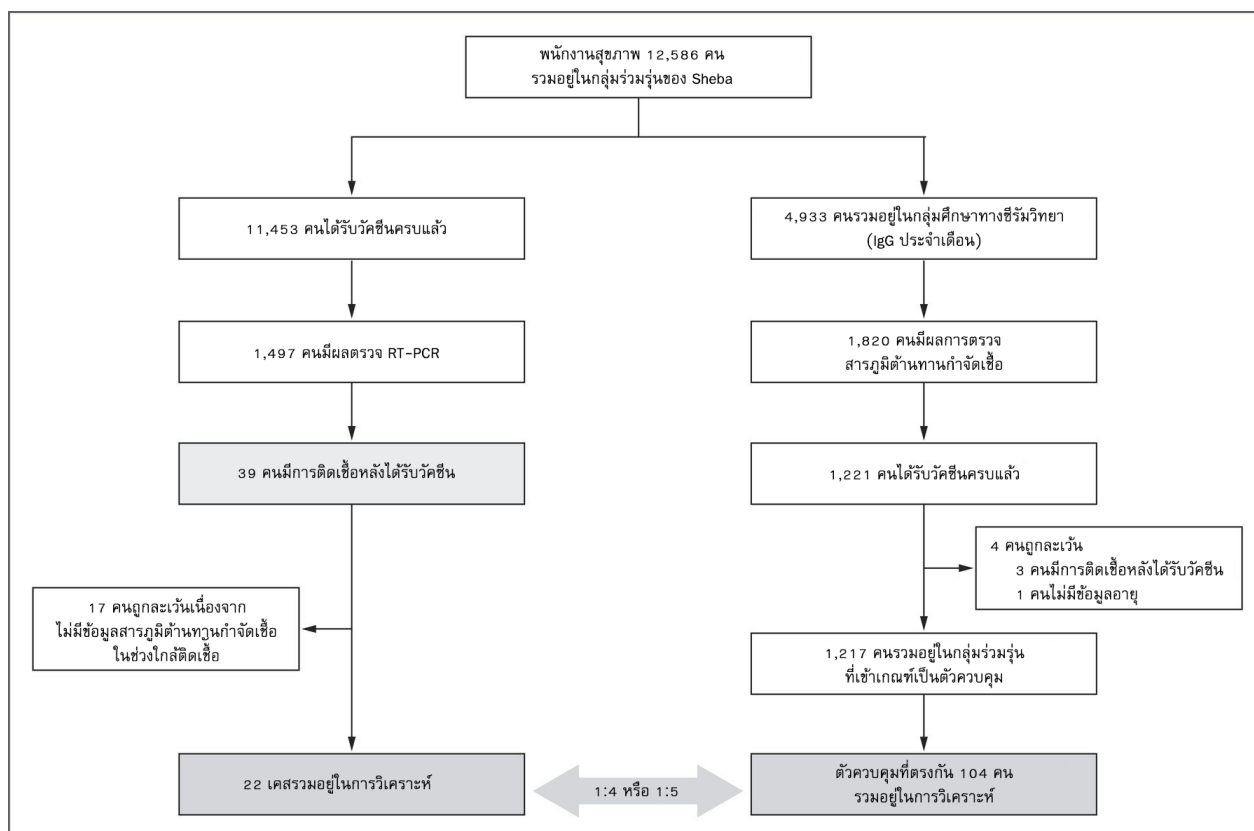 พนักงานสุขภาพ 12,586 คน
รวมอยู่ในกลุ่มร่วมรุ่นของ Sheba
11,453 คนได้รับวัคซีนครบแล้ว
4,933 คนรวมอยู่ในกลุ่มศึกษาทางซีรัมวิทยา
(IgG ประจำเดือน)
1,497 คนมีผลตรวจ RT-PCR
1,820 คนมีผลการตรวจ
สารภูมิต้านทานกำจัดเชื้อ
39 คนมีการติดเชื้อหลังได้รับวัคซีน
1,221 คนได้รับวัคซีนครบแล้ว
4 คนถูกละเว้น
3 คนมีการติดเชื้อหลังได้รับวัคซีน
1 คนไม่มีข้อมูลอายุ
17 คนถูกละเว้นเนื่องจาก
ไม่มีข้อมูลสารภูมิต้านทานกำจัดเชื้อ
ในช่วงใกล้ติดเชื้อ
1,217 คนรวมอยู่ในกลุ่มร่วมรุ่น
ที่เข้าเกณฑ์เป็นตัวควบคุม
22 เคสรวมอยู่ในการวิเคราะห์
1:4 หรือ 1:5
ตัวควบคุมที่ตรงกัน 104 คน
รวมอยู่ในการวิเคราะห์